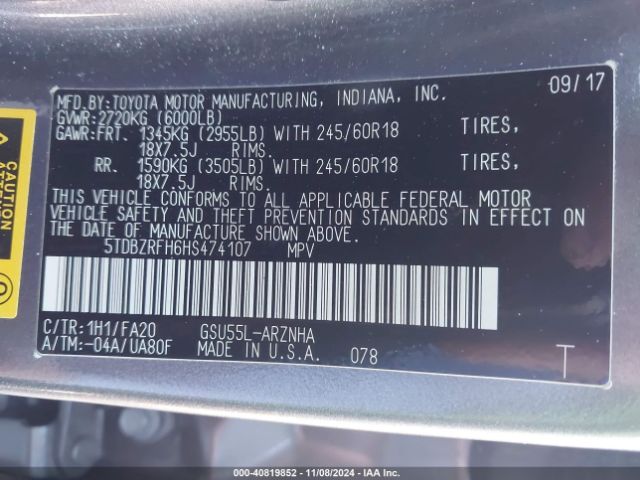 MFD.BY:TOYOTA MOTOR MANUFACTURING, INDIANA, INC. 09/17
GVWR:2720KG (6000LB)
GAWR:FRT. 1345KG (2955LB) WITH 245/60R18 TIRES,
18X7.5J RIMS.
RR. 1590KG (3505LB) WITH 245/60R18 TIRES,
18X7.5J RIMS.
THIS VEHICLE CONFORMS TO ALL APPLICABLE FEDERAL MOTOR
VEHICLE SAFETY AND THEFT PREVENTION STANDARDS IN EFFECT ON
THE DATE OF MANUFACTURE SHOWN ABOVE.
5TDBZRFH6HS474107 MPV
C/TR:1H1/FA20 GSU55L-ARZNHA
A/TM:-04A/UA80F MADE IN U.S.A. 078 T
CAUTION
000-40819852 - 11/08/2024 - IAA Inc.